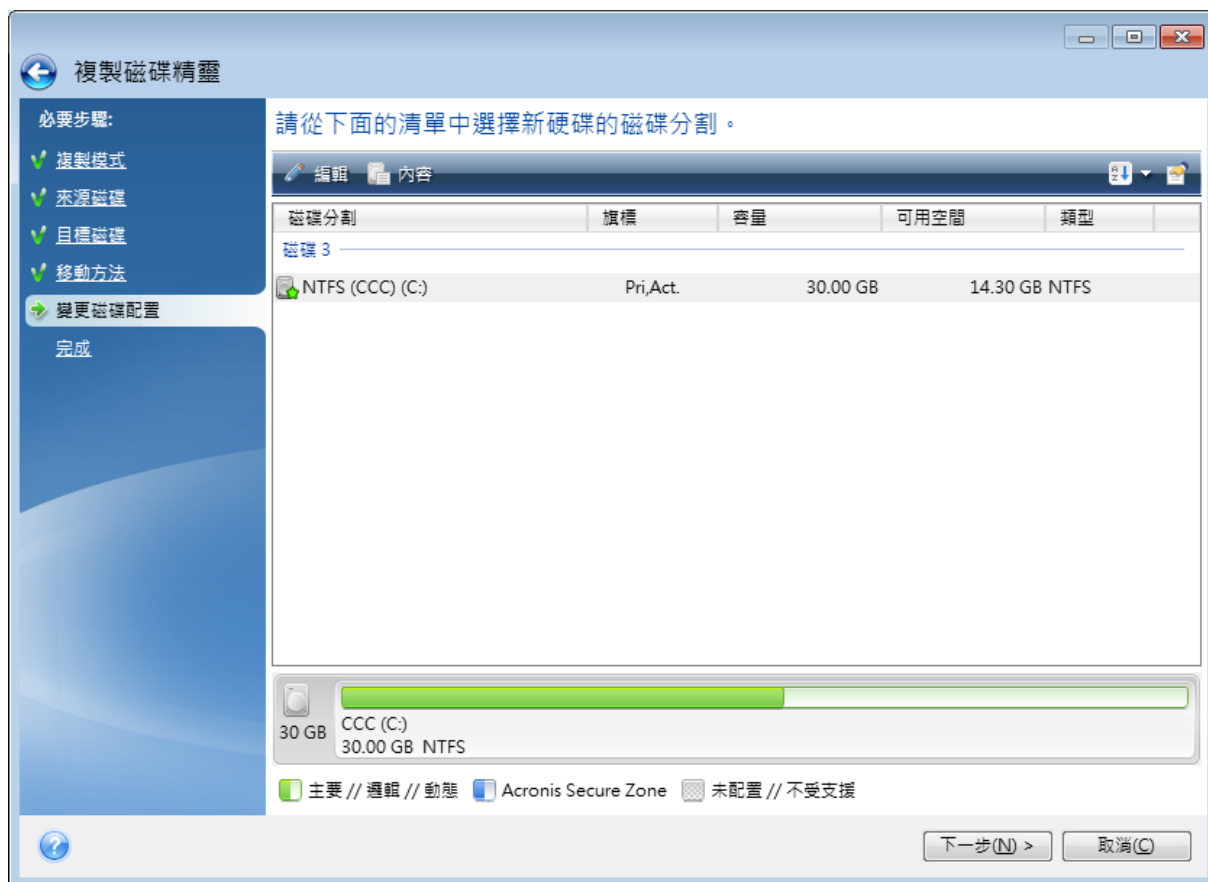 複製磁碟精靈
必要步驟:
複製模式
來源磁碟
目標磁碟
移動方法
變更磁碟配置
完成
請從下面的清單中選擇新硬碟的磁碟分割。
編輯 內容
磁碟分割 旗標 容量 可用空間 類型
磁碟 3
NTFS (CCC) (C:) Pri,Act. 30.00 GB 14.30 GB NTFS
30 GB
CCC (C:)
30.00 GB NTFS
主要 // 邏輯 // 動態 Acronis Secure Zone 未配置 // 不受支援
下一步(N) > 取消(C)